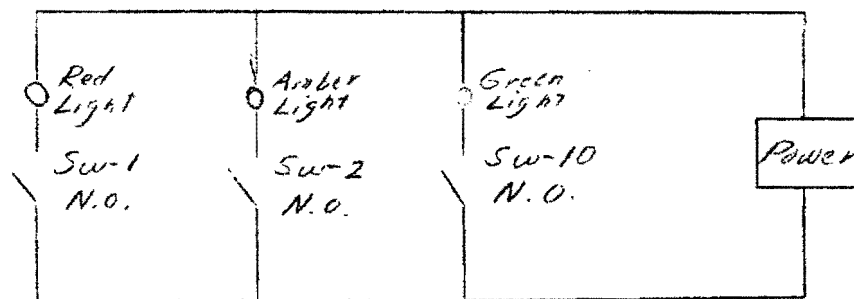 Red
Light
Sw-1
N.O.
Amber
Light
Sw-2
N.O.
Green
Light
Sw-10
N.O.
Power